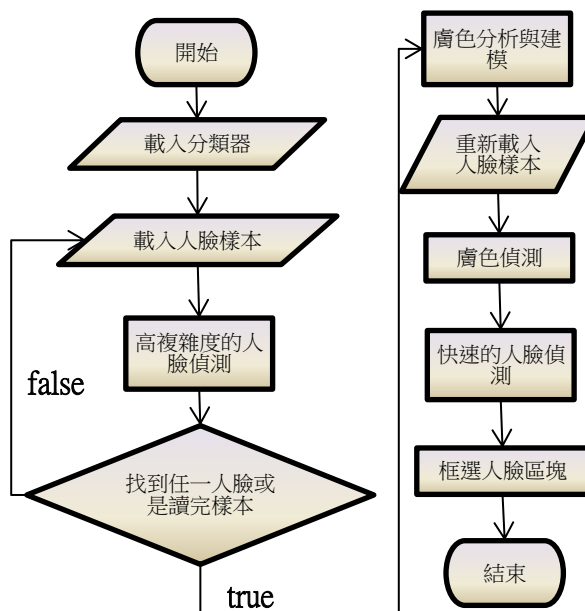 開始
載入分類器
載入人臉樣本
高複雜度的人
臉偵測
false
找到任一人臉或
是讀完樣本
true
膚色分析與建
模
重新載入
人臉樣本
膚色偵測
快速的人臉偵
測
框選人臉區塊
結束